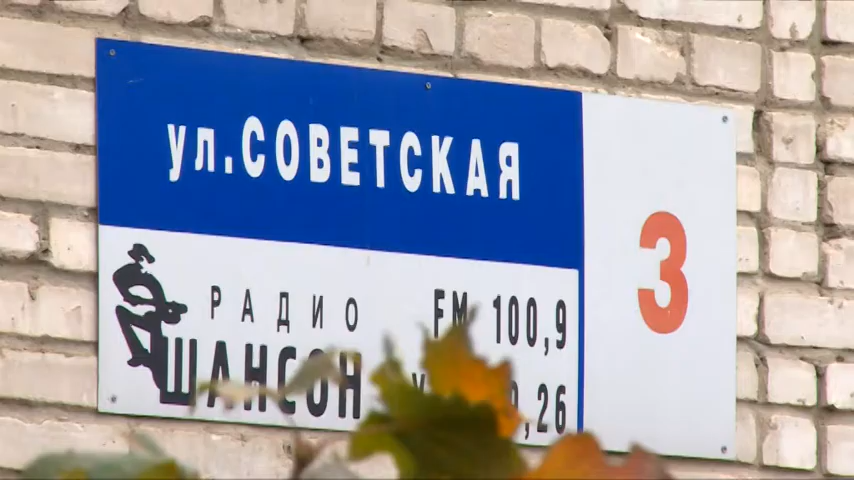 ул.СОВЕТСКАЯ
3
РАДИО
ШАНСОН
FM 100,9
,26